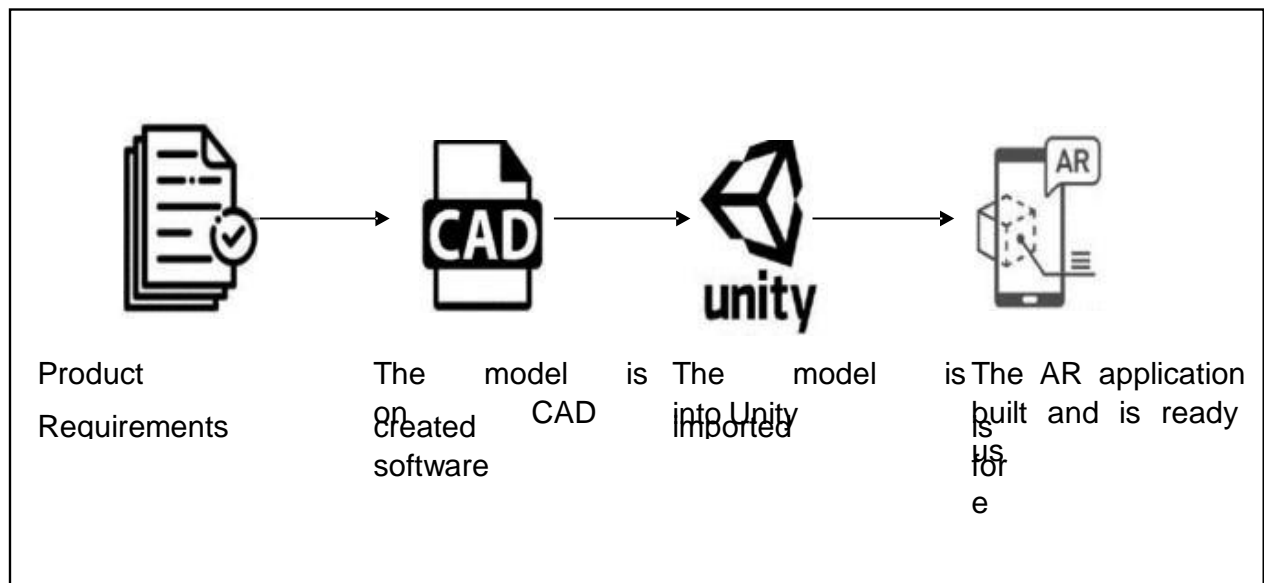 AR
CAD
unity
Product
Requirements
The model is
created on CAD
software
The model is
imported into Unity
The AR application
is built and is ready
for use